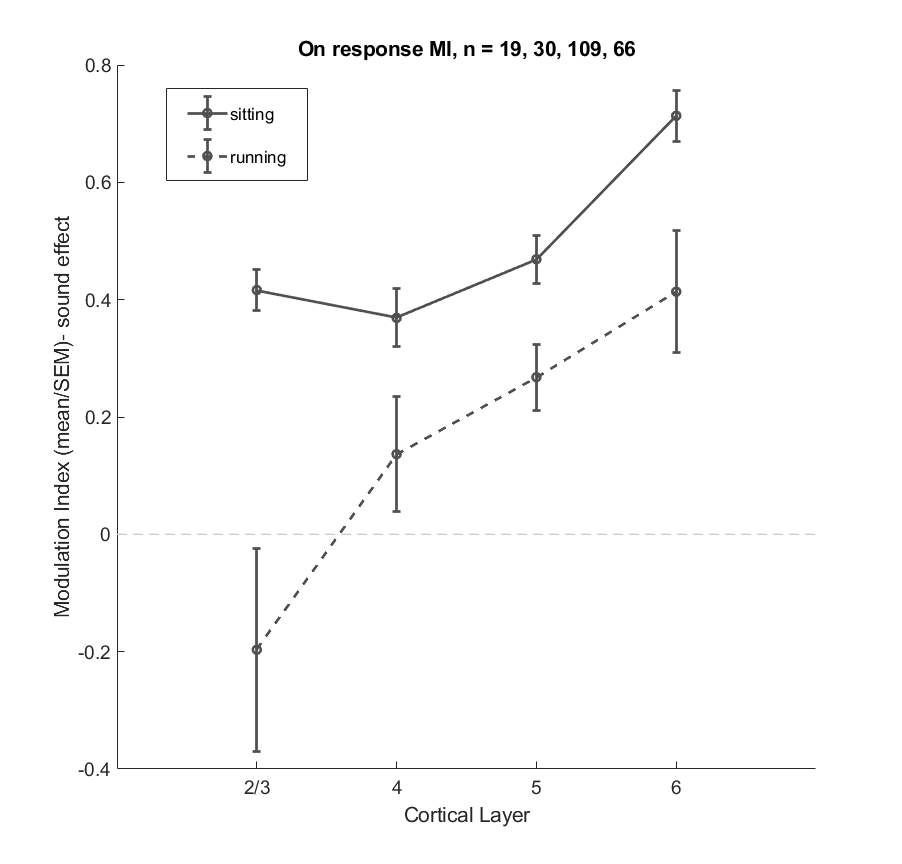 On response MI, n = 19, 30, 109, 66
0.8
sitting
running
0.6
0.4
0.2
0
-0.2
-0.4
Modulation Index (mean/SEM)- sound effect
2/3 4 5 6
Cortical Layer